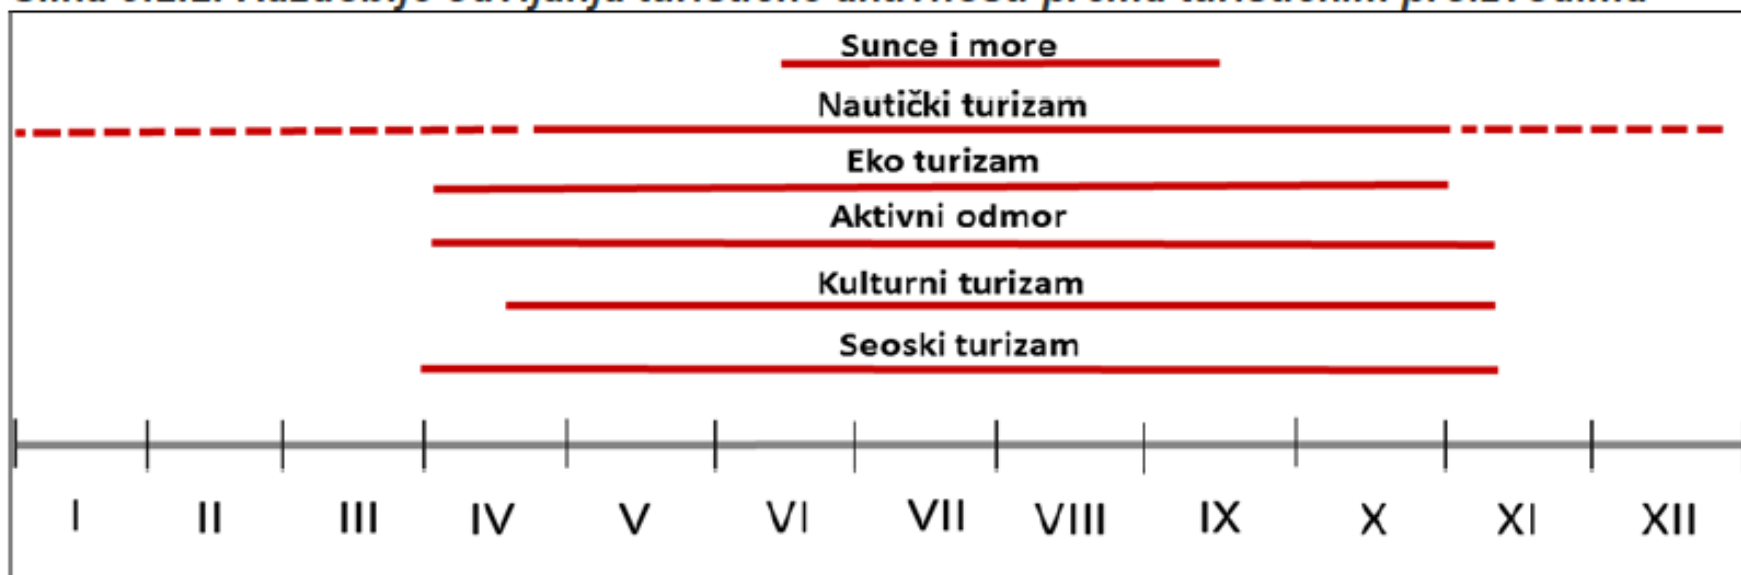 Sunce i more
Nautički turizam
Eko turizam
Aktivni odmor
Kulturni turizam
Seoski turizam
I II III IV V VI VII VIII IX X XI XII